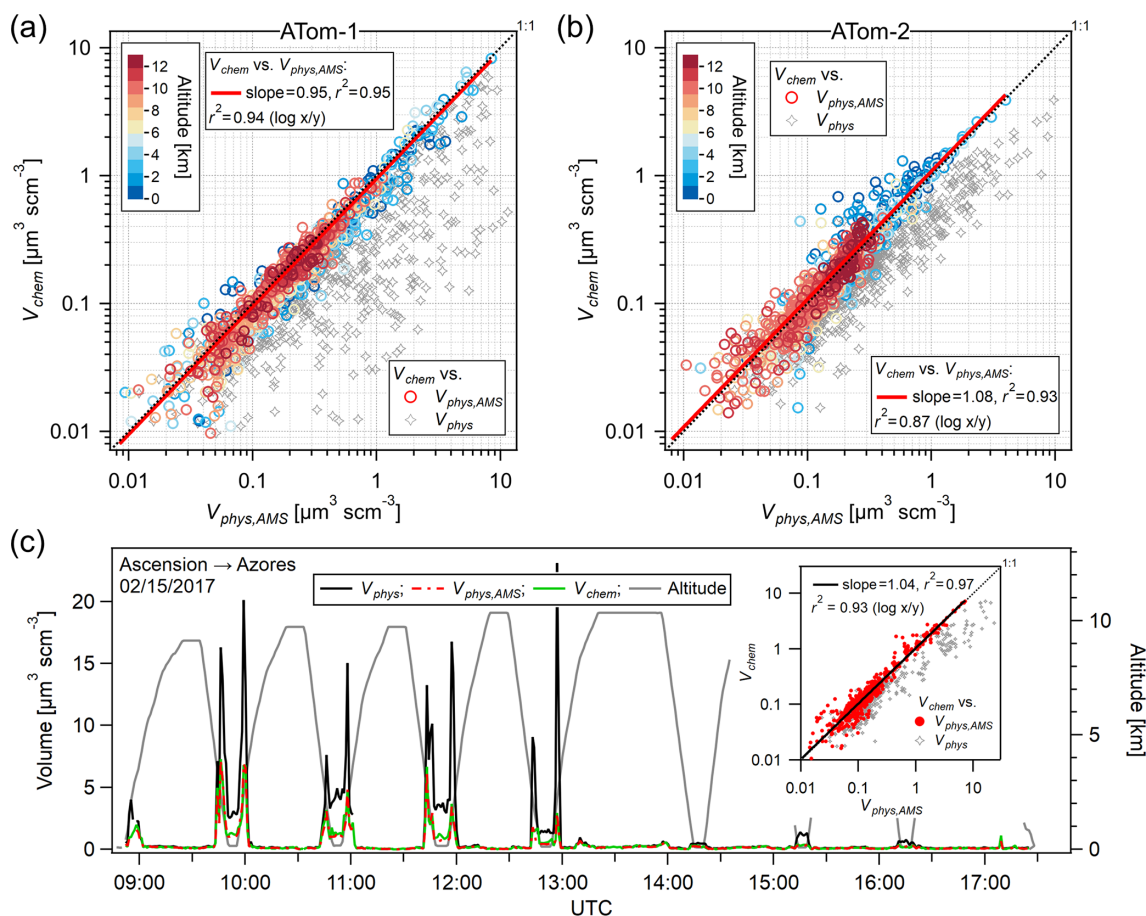 (a)
ATom-1
1:1
10
1
0.1
0.01
V_chem [µm³ scm⁻³]
12
10
8
6
4
2
0
Altitude [km]
V_chem vs. V_phys,AMS:
slope=0.95, r²=0.95
r²=0.94 (log x/y)
V_chem vs.
V_phys,AMS
V_phys
0.01
0.1
1
10
V_phys,AMS [µm³ scm⁻³]
(b)
ATom-2
1:1
10
1
0.1
0.01
V_chem [µm³ scm⁻³]
12
10
8
6
4
2
0
Altitude [km]
V_chem vs.
V_phys,AMS
V_phys
V_chem vs. V_phys,AMS:
slope=1.08, r²=0.93
r²=0.87 (log x/y)
0.01
0.1
1
10
V_phys,AMS [µm³ scm⁻³]
(c)
Ascension → Azores
02/15/2017
V_phys; V_phys,AMS; V_chem; Altitude
20
15
10
5
0
Volume [µm³ scm⁻³]
10
5
0
Altitude [km]
09:00 10:00 11:00 12:00 13:00 14:00 15:00 16:00 17:00
UTC
1:1
slope=1.04, r²=0.97
r² = 0.93 (log x/y)
10
1
0.1
0.01
V_chem
V_chem vs.
V_phys,AMS
V_phys
0.01 0.1 1 10
V_phys,AMS